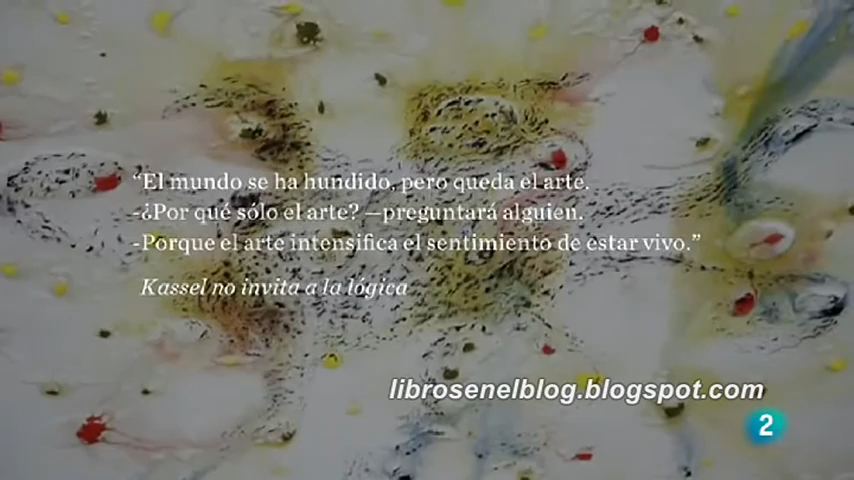 “El mundo se ha hundido, pero queda el arte.
-¿Por qué sólo el arte? —preguntará alguien.
-Porque el arte intensifica el sentimiento de estar vivo.”
Kassel no invita a la lógica
librosenelblog.blogspot.com
2